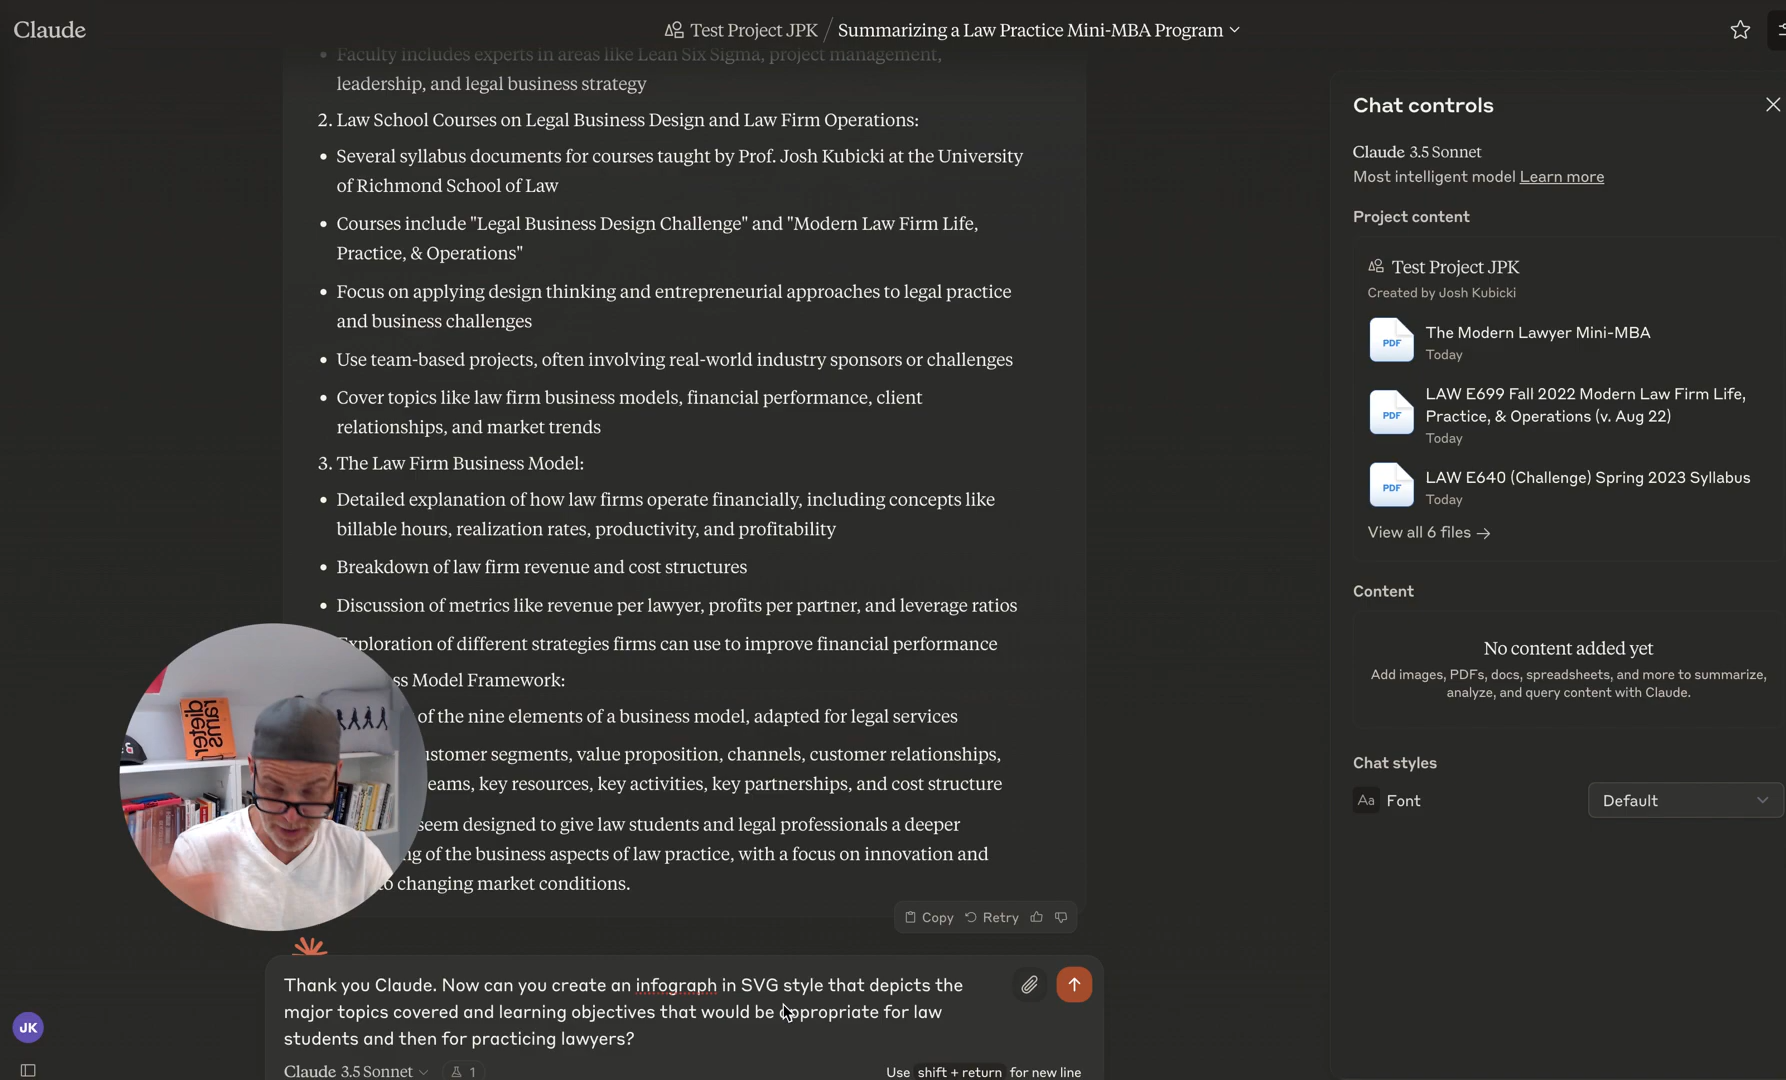 Claude
Test Project JPK / Summarizing a Law Practice Mini-MBA Program
• Faculty includes experts in areas like Lean Six Sigma, project management,
leadership, and legal business strategy
2. Law School Courses on Legal Business Design and Law Firm Operations:
• Several syllabus documents for courses taught by Prof. Josh Kubicki at the University
of Richmond School of Law
• Courses include "Legal Business Design Challenge" and "Modern Law Firm Life,
Practice, & Operations"
• Focus on applying design thinking and entrepreneurial approaches to legal practice
and business challenges
• Use team-based projects, often involving real-world industry sponsors or challenges
• Cover topics like law firm business models, financial performance, client
relationships, and market trends
3. The Law Firm Business Model:
• Detailed explanation of how law firms operate financially, including concepts like
billable hours, realization rates, productivity, and profitability
• Breakdown of law firm revenue and cost structures
• Discussion of metrics like revenue per lawyer, profits per partner, and leverage ratios
Exploration of different strategies firms can use to improve financial performance
ss Model Framework:
of the nine elements of a business model, adapted for legal services
ustomer segments, value proposition, channels, customer relationships,
eams, key resources, key activities, key partnerships, and cost structure
seem designed to give law students and legal professionals a deeper
ng of the business aspects of law practice, with a focus on innovation and
to changing market conditions.
Copy Retry
Thank you Claude. Now can you create an infograph in SVG style that depicts the
major topics covered and learning objectives that would be appropriate for law
students and then for practicing lawyers?
Claude 3.5 Sonnet 1
Use shift + return for new line
JK
Chat controls
Claude 3.5 Sonnet
Most intelligent model Learn more
Project content
Test Project JPK
Created by Josh Kubicki
PDF
The Modern Lawyer Mini-MBA
Today
PDF
LAW E699 Fall 2022 Modern Law Firm Life,
Practice, & Operations (v. Aug 22)
Today
PDF
LAW E640 (Challenge) Spring 2023 Syllabus
Today
View all 6 files →
Content
No content added yet
Add images, PDFs, docs, spreadsheets, and more to summarize,
analyze, and query content with Claude.
Chat styles
Aa Font
Default